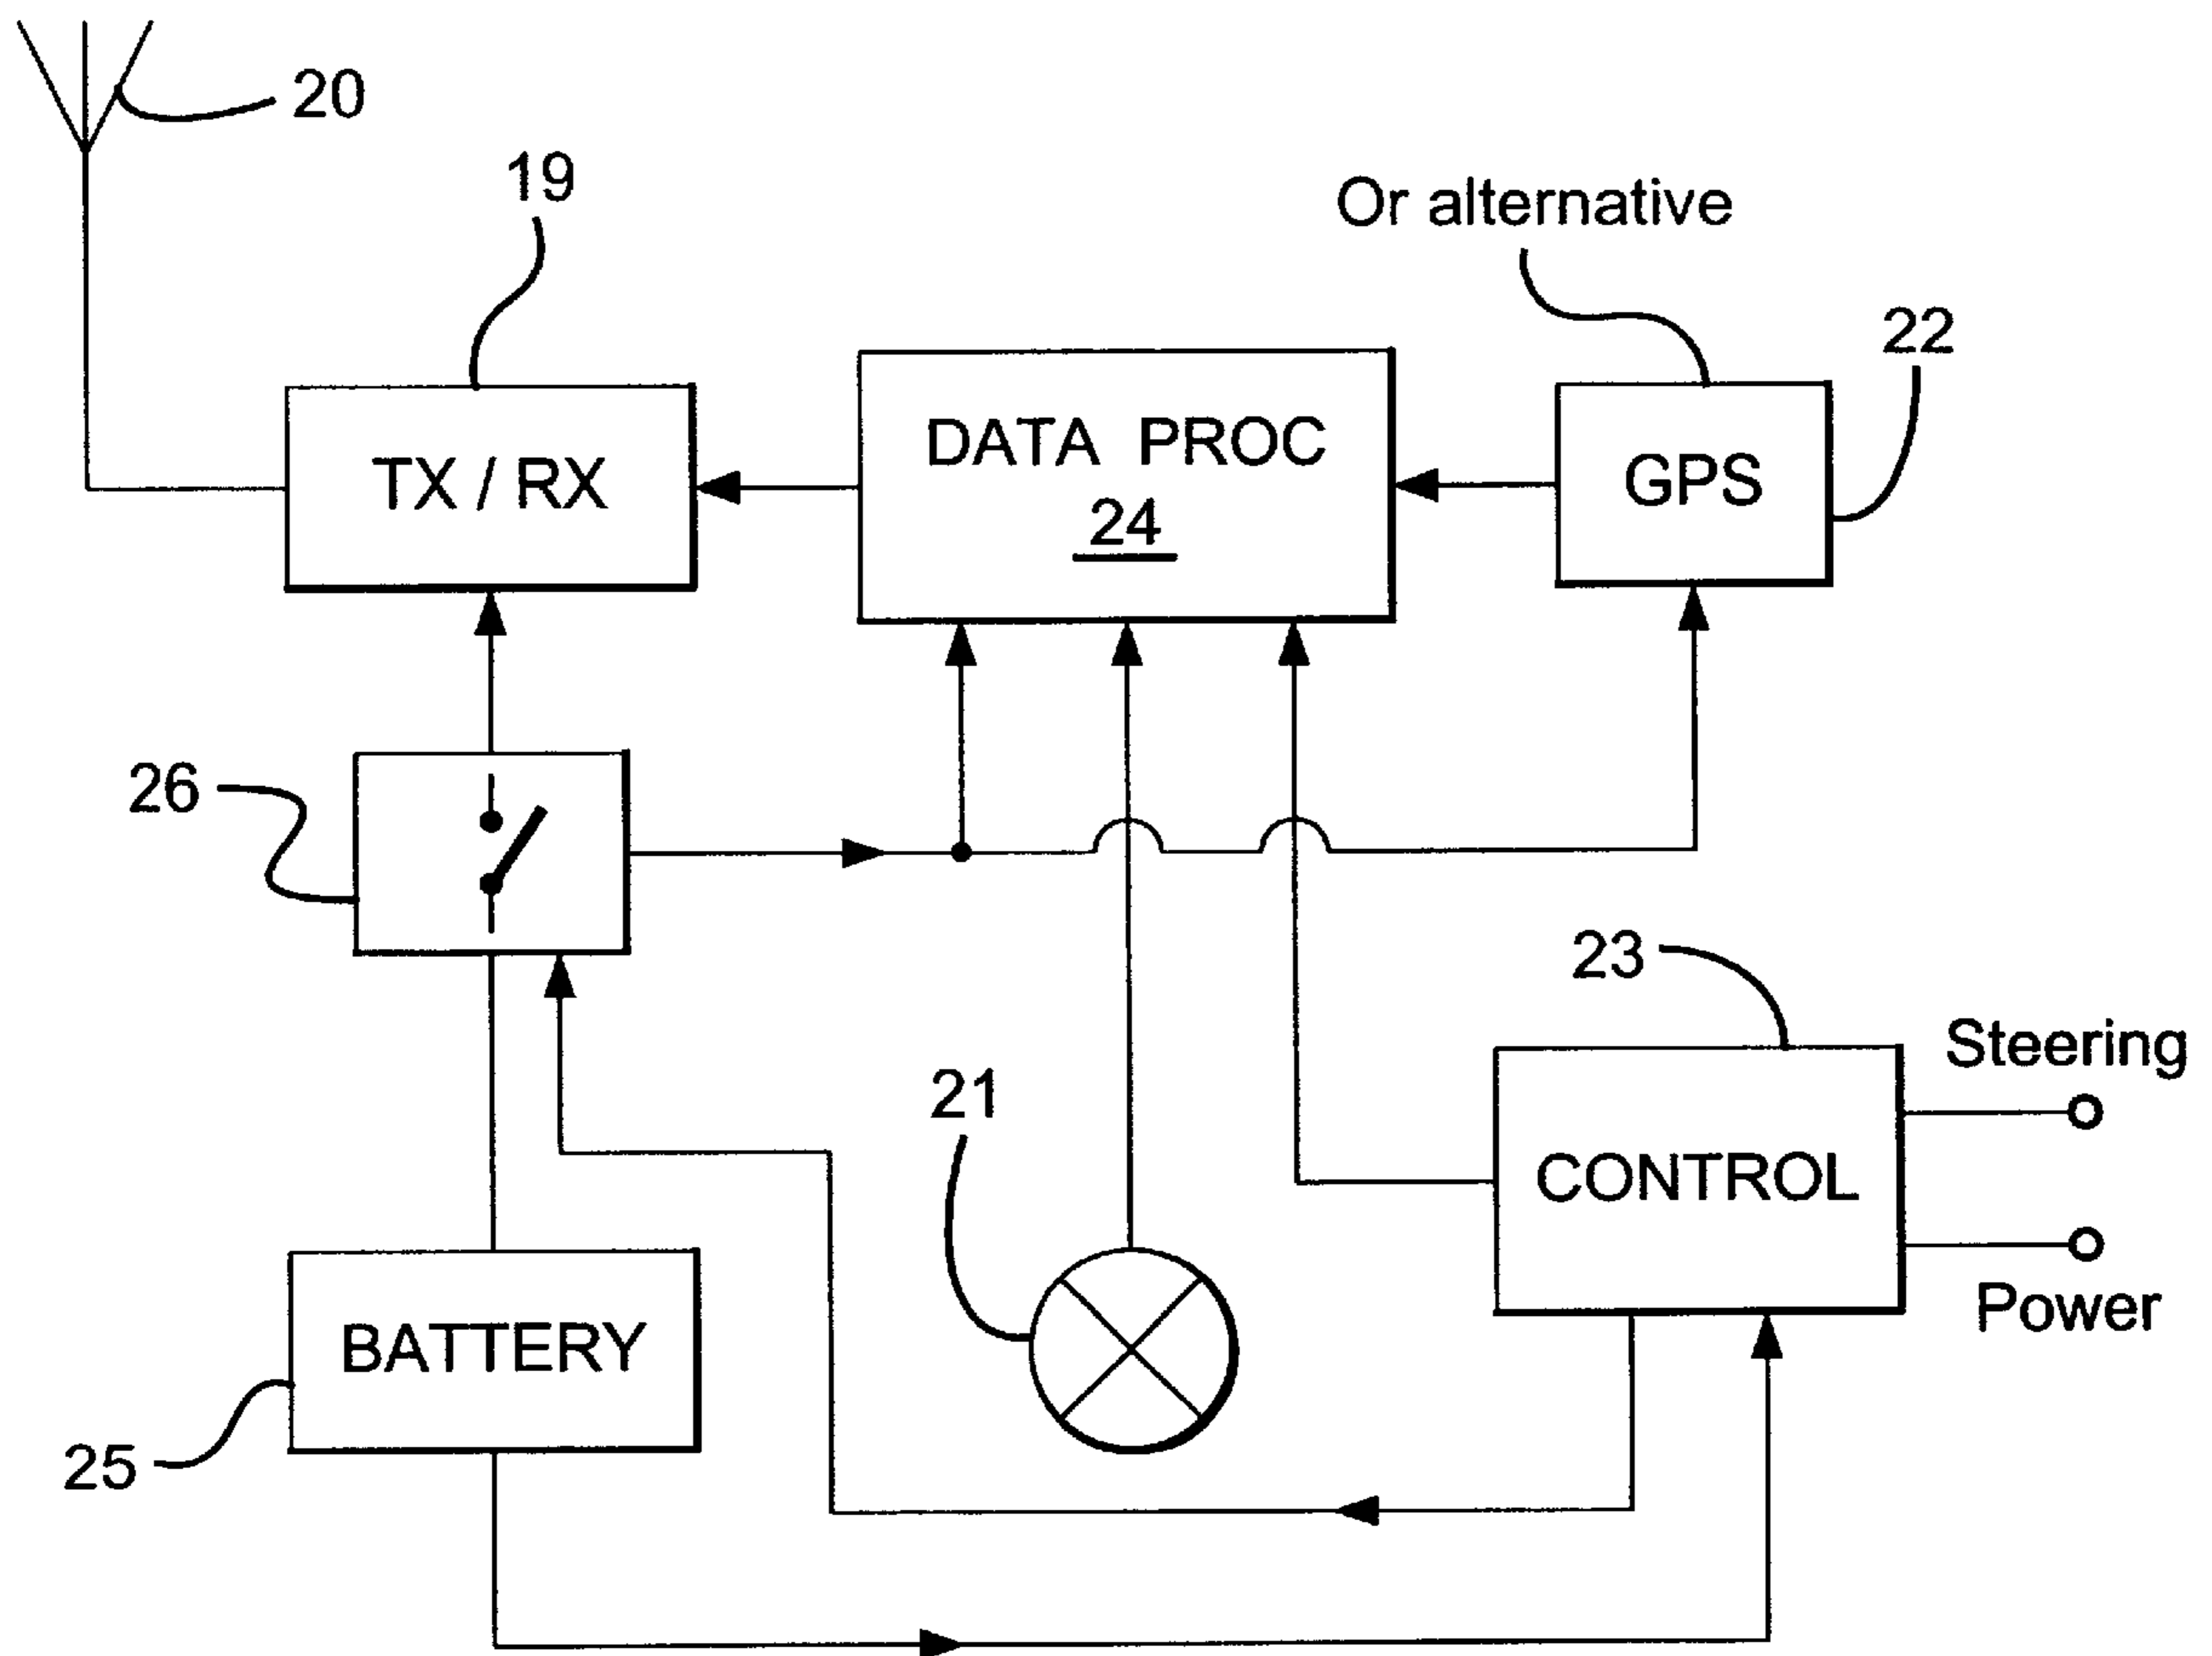 20
19
Or alternative
22
TX / RX
DATA PROC
24
GPS
26
23
Steering
21
CONTROL
Power
BATTERY
25